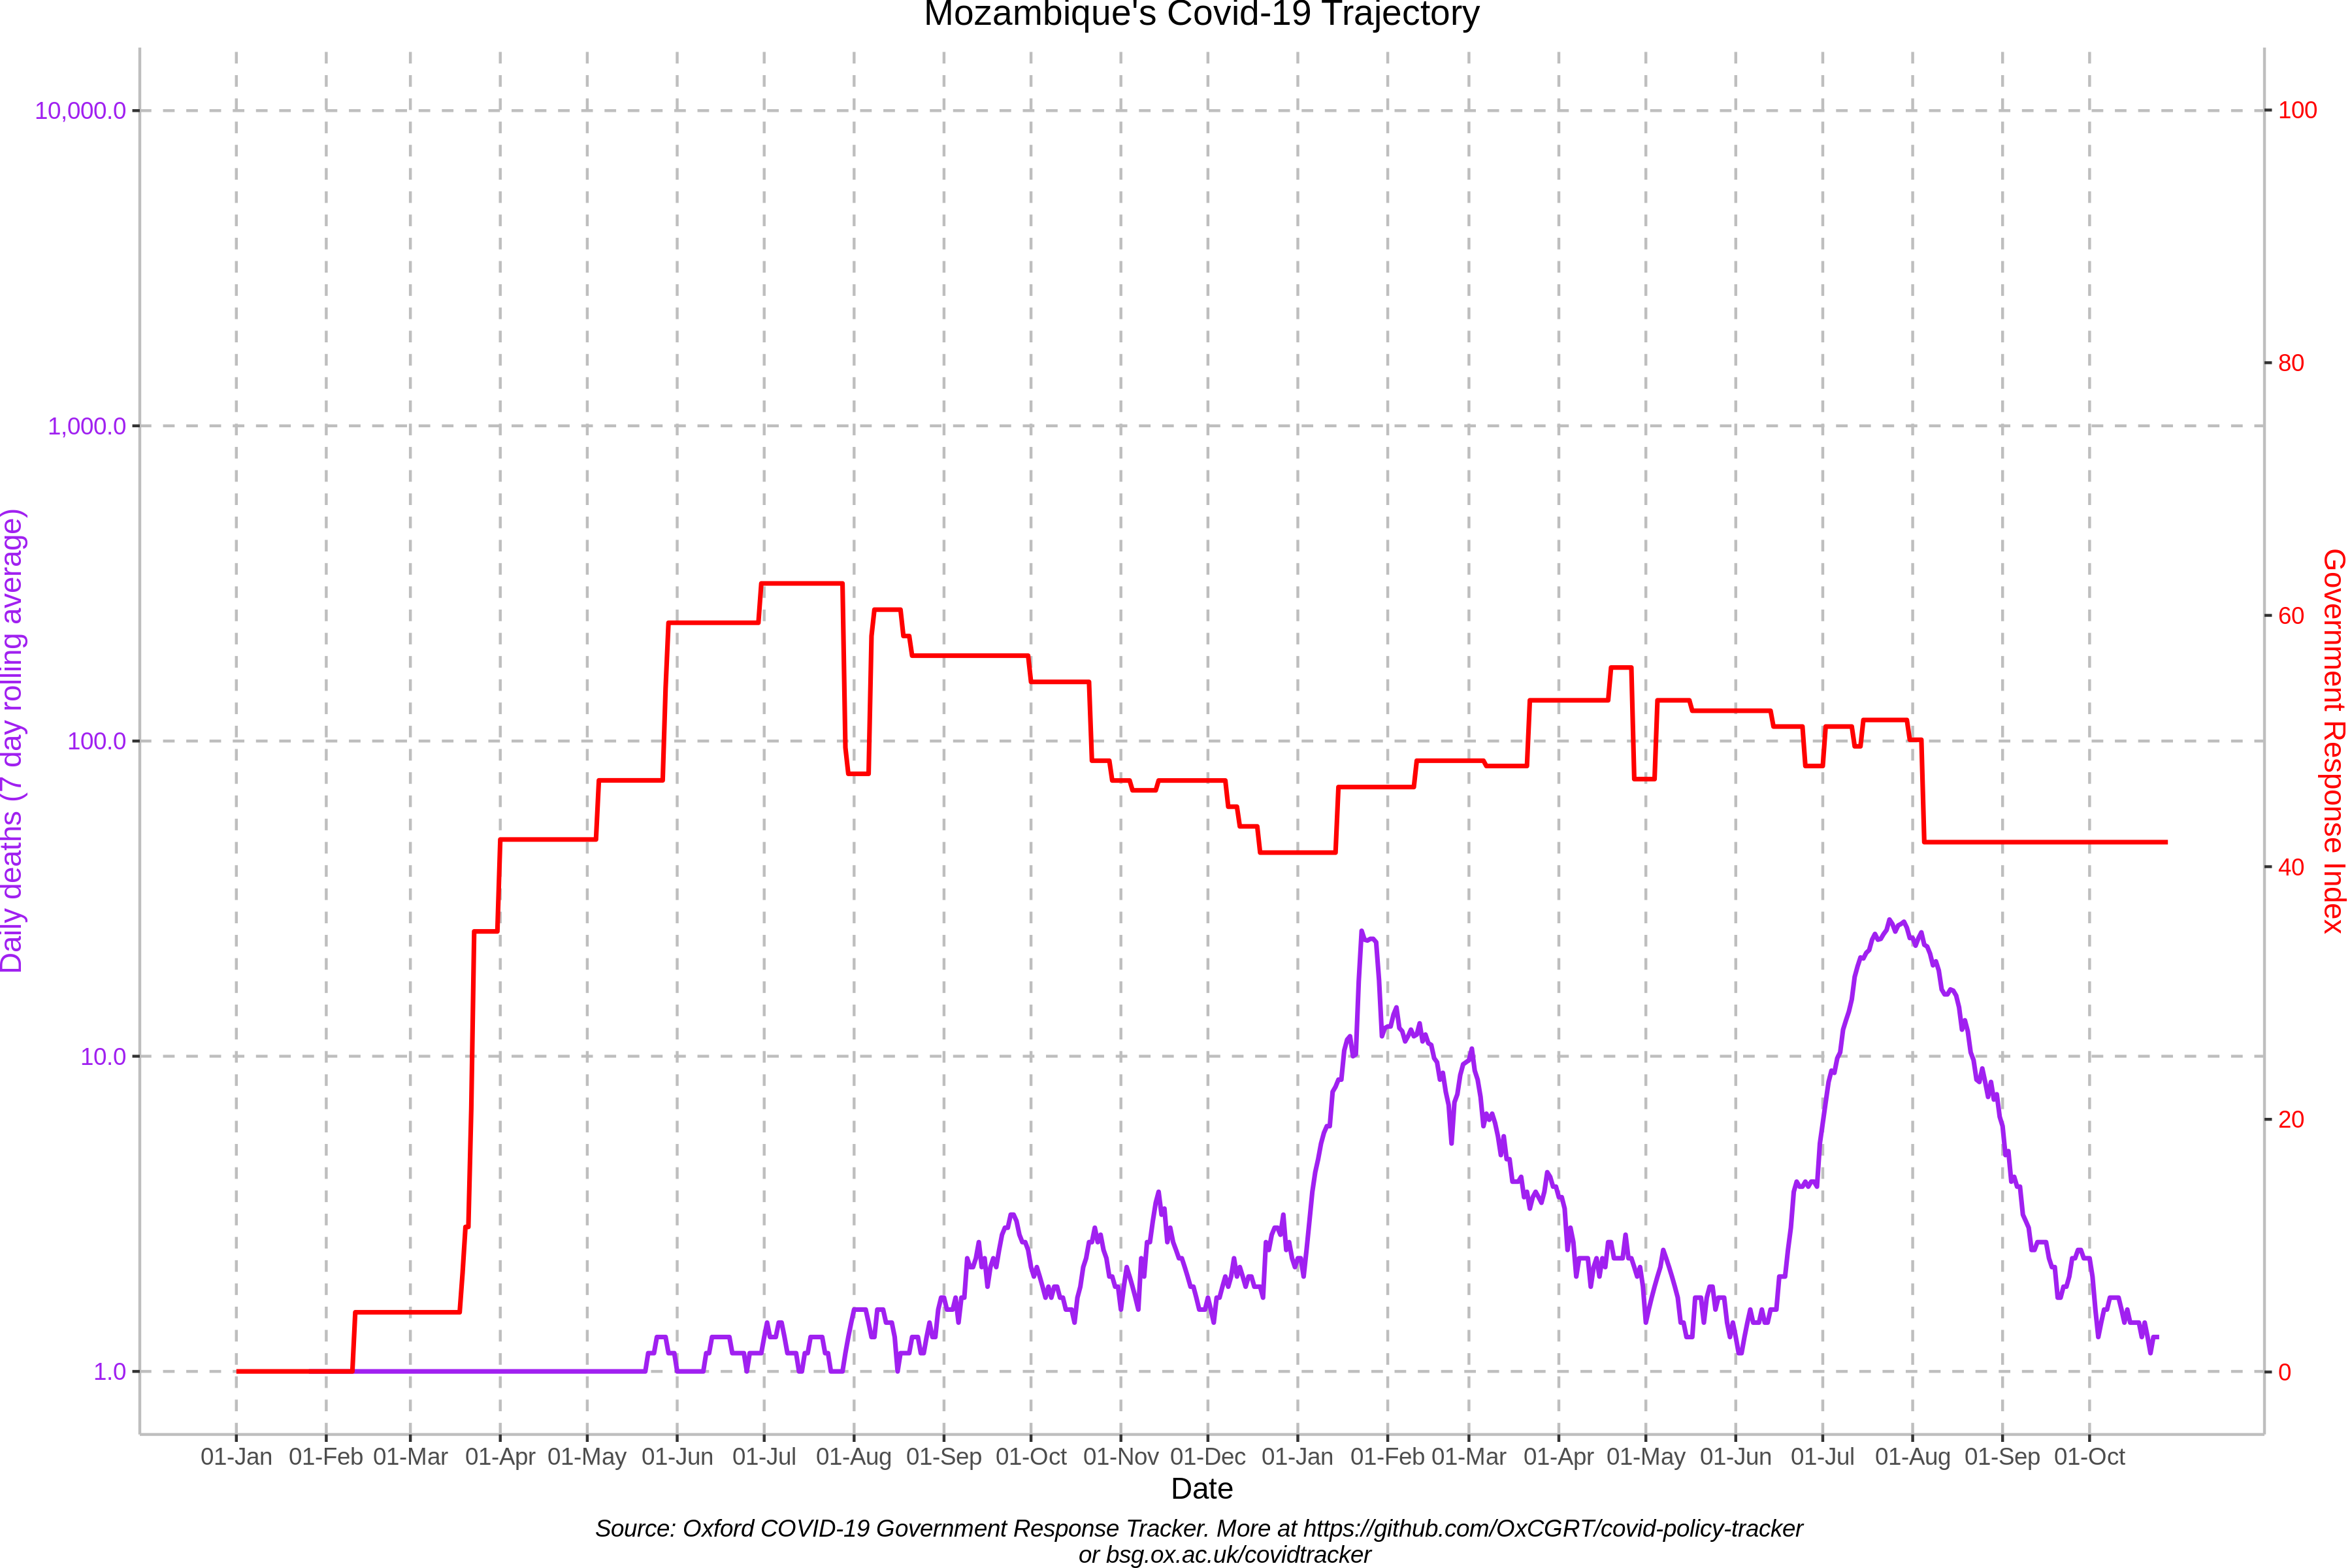 Mozambique's Covid-19 Trajectory
10,000.0
1,000.0
100.0
10.0
1.0
Daily deaths (7 day rolling average)
100
80
60
40
20
0
Government Response Index
01-Jan 01-Feb 01-Mar 01-Apr 01-May 01-Jun 01-Jul 01-Aug 01-Sep 01-Oct 01-Nov 01-Dec 01-Jan 01-Feb 01-Mar 01-Apr 01-May 01-Jun 01-Jul 01-Aug 01-Sep 01-Oct
Date
Source: Oxford COVID-19 Government Response Tracker. More at https://github.com/OxCGRT/covid-policy-tracker
or bsg.ox.ac.uk/covidtracker